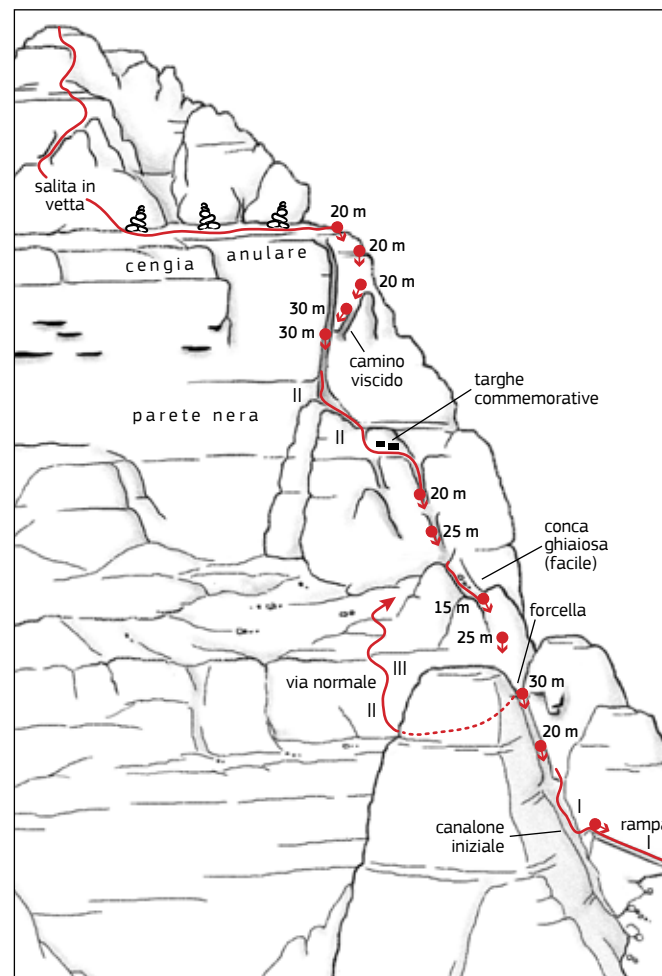 salita in
vetta
20 m
cengia anulare
20 m
20 m
30 m
30 m
camino
viscido
II
targhe
commemorative
parete nera
II
20 m
25 m
conca
ghiaiosa
(facile)
15 m
forcella
25 m
III
via normale
30 m
II
20 m
I
canalone
iniziale
rampa
I